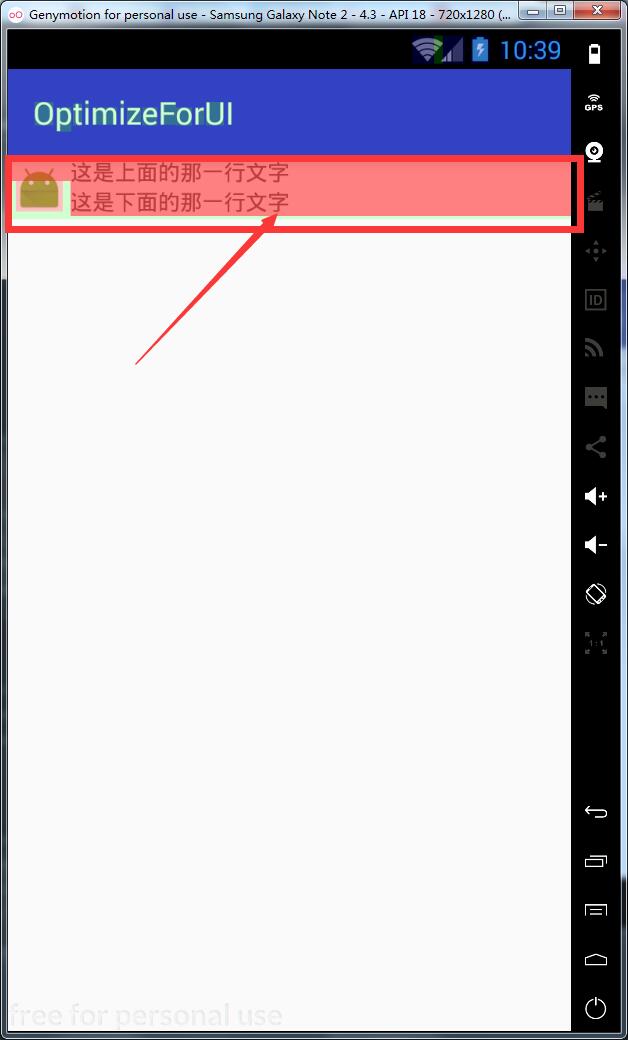 Genymotion for personal use - Samsung Galaxy Note 2 - 4.3 - API 18 - 720x1280 (...
10:39
GPS
OptimizeForUI
这是上面的那一行文字
这是下面的那一行文字
ID
1:1
free for personal use